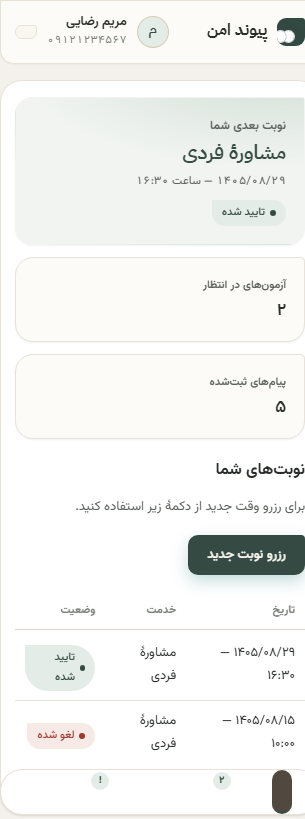 پیوند امن
مریم رضایی
۰۹۱۲۱۲۳۴۵۶۷
م
نوبت بعدی شما
مشاورهٔ فردی
۱۴۰۵/۰۸/۲۹ — ساعت ۱۶:۳۰
تایید شده
آزمون‌های در انتظار
۲
پیام‌های ثبت‌شده
۵
نوبت‌های شما
برای رزرو وقت جدید از دکمهٔ زیر استفاده کنید.
رزرو نوبت جدید
تاریخ خدمت وضعیت
۱۴۰۵/۰۸/۲۹ — مشاورهٔ تایید
۱۶:۳۰ فردی شده
۱۴۰۵/۰۸/۱۵ — مشاورهٔ لغو شده
۱۰:۰۰ فردی
۲ !